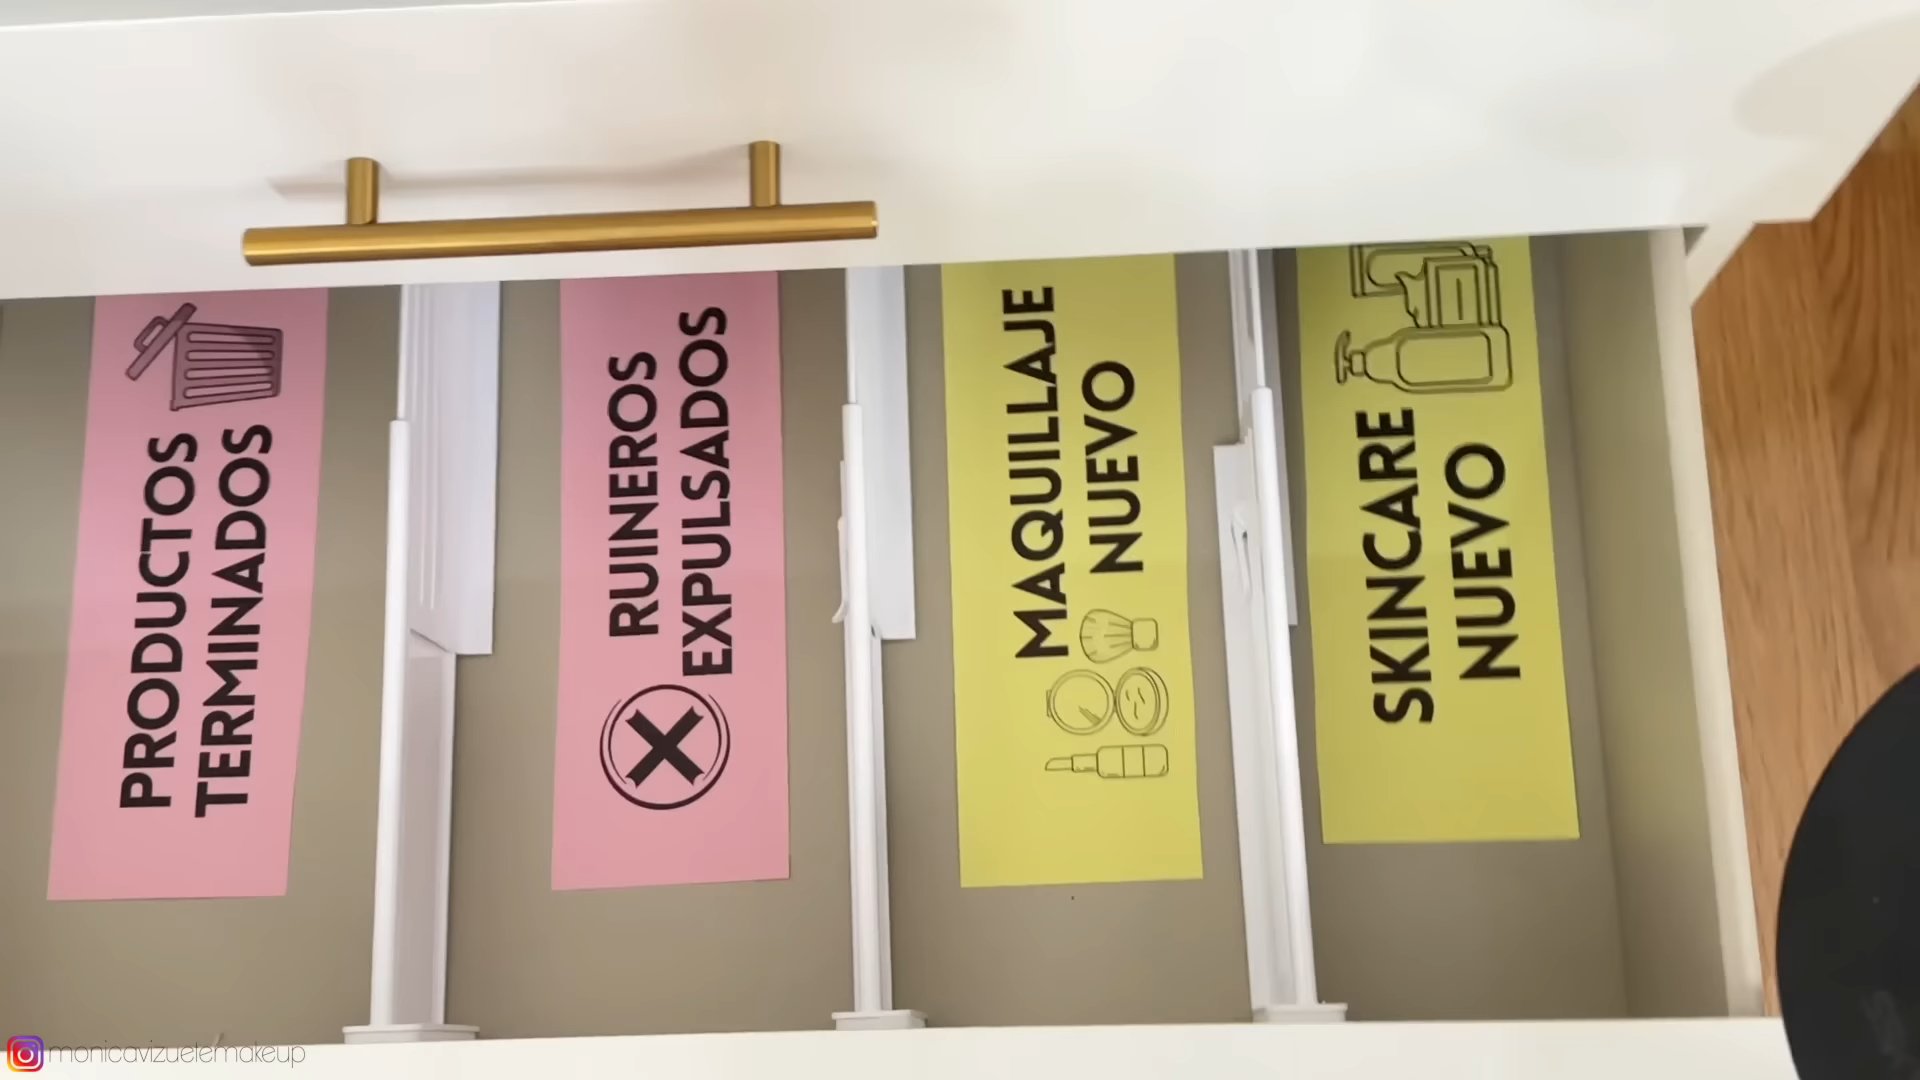 PRODUCTOS
TERMINADOS
RUINEROS
EXPULSADOS
MAQUILLAJE
NUEVO
SKINCARE
NUEVO
monicavizuetemakeup